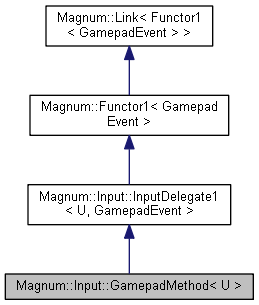 Magnum::Link< Functor1
< GamepadEvent > >
Magnum::Functor1< Gamepad
Event >
Magnum::Input::InputDelegate1
< U, GamepadEvent >
Magnum::Input::GamepadMethod< U >